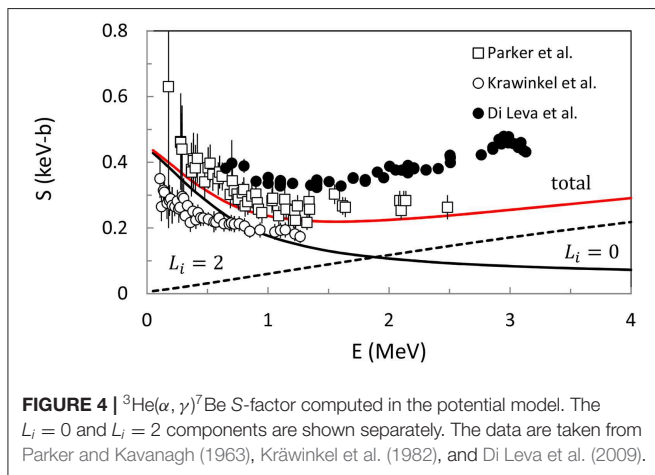 0.8
0.6
0.4
0.2
0
S (keV-b)
Parker et al.
Krawinkel et al.
Di Leva et al.
total
L_i = 2
L_i = 0
0 1 2 3 4
E (MeV)
FIGURE 4 | ³He(α, γ)⁷Be S-factor computed in the potential model. The
L_i = 0 and L_i = 2 components are shown separately. The data are taken from
Parker and Kavanagh (1963), Kräwinkel et al. (1982), and Di Leva et al. (2009).